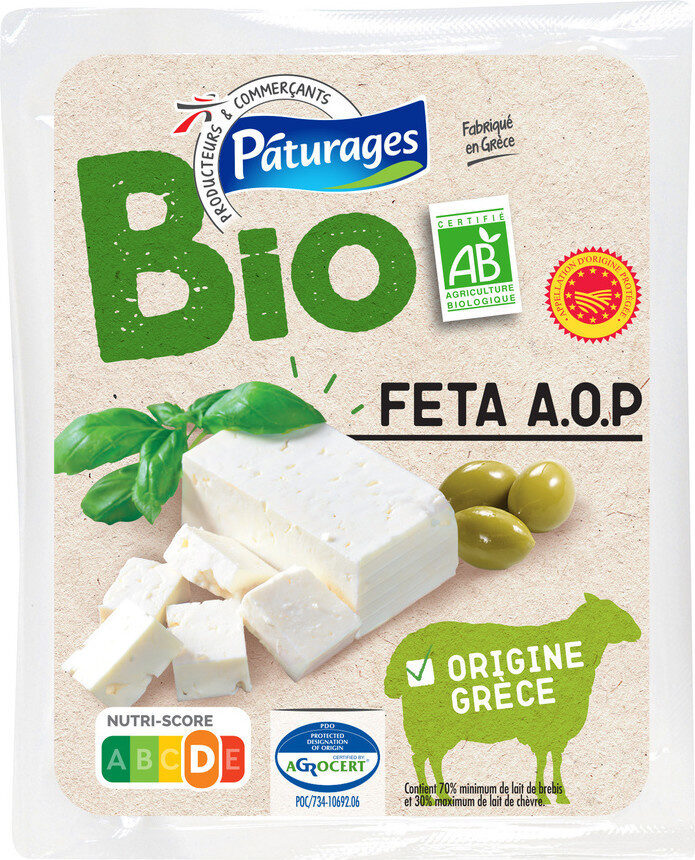 PRODUCTEURS & COMMERÇANTS
Pâturages
Fabriqué
en Grèce
Bio
CERTIFIÉ
AB
AGRICULTURE
BIOLOGIQUE
APPELLATION D'ORIGINE PROTÉGÉE
FETA A.O.P
ORIGINE
GRÈCE
NUTRI-SCORE
A B C D E
PDO
PROTECTED
DESIGNATION
OF ORIGIN
CERTIFIED BY
AGROCERT
POC/734-10692.06
Contient 70% minimum de lait de brebis
et 30% maximum de lait de chèvre.